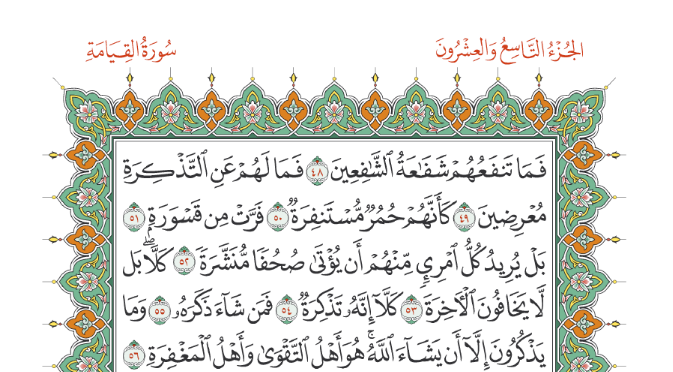 الجُزْءُ التَّاسِعُ وَالعِشْرُونَ
سُورَةُ القِيَامَةِ
فَمَا تَنفَعُهُمْ شَفَٰعَةُ ٱلشَّٰفِعِينَ ٤٨ فَمَا لَهُمْ عَنِ ٱلتَّذْكِرَةِ
مُعْرِضِينَ ٤٩ كَأَنَّهُمْ حُمُرٌ مُّسْتَنفِرَةٌ ٥٠ فَرَّتْ مِن قَسْوَرَةِۭ ٥١
بَلْ يُرِيدُ كُلُّ ٱمْرِئٍ مِّنْهُمْ أَن يُؤْتَىٰ صُحُفًا مُّنَشَّرَةً ٥٢ كَلَّاۖ بَل
لَّا يَخَافُونَ ٱلْأَخِرَةَ ٥٣ كَلَّآ إِنَّهُۥ تَذْكِرَةٌ ٥٤ فَمَن شَآءَ ذَكَرَهُۥ ٥٥ وَمَا
يَذْكُرُونَ إِلَّآ أَن يَشَآءَ ٱللَّهُۚ هُوَ أَهْلُ ٱلتَّقْوَىٰ وَأَهْلُ ٱلْمَغْفِرَةِ ٥٦